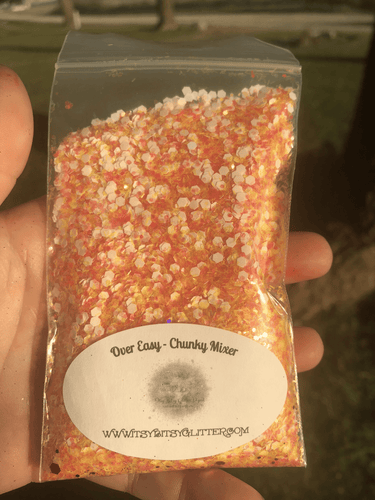 Over Easy - Chunky Mixer
WWW.ITSYBITSYGLITTER.COM